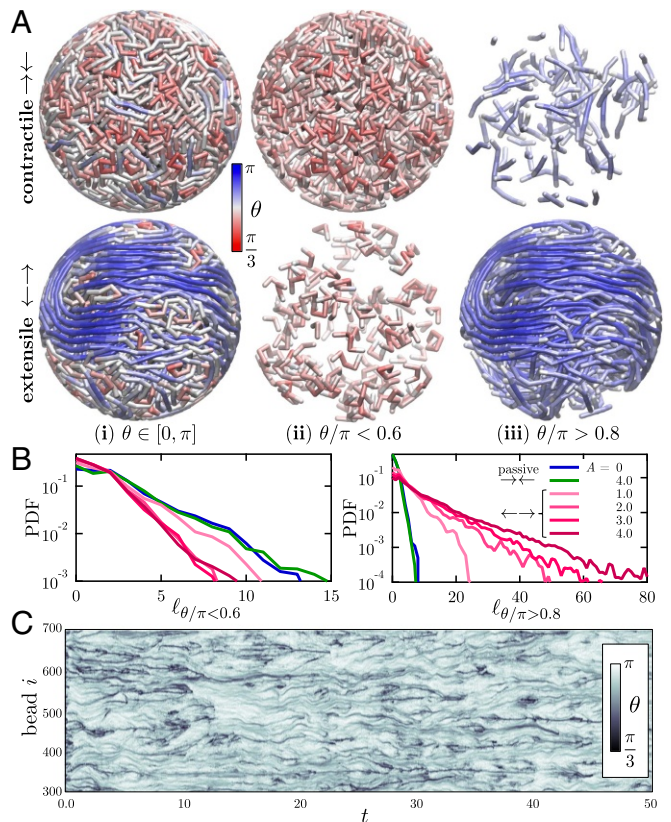 A
contractile →→←
π
θ
π/3
extensile ←—→
(i) θ ∈ [0, π]
(ii) θ/π < 0.6
(iii) θ/π > 0.8
B
PDF
10⁻¹
10⁻²
10⁻³
0
5
10
15
ℓθ/π<0.6
PDF
10⁻¹
10⁻²
10⁻³
10⁻⁴
0
20
40
60
80
ℓθ/π>0.8
passive
A = 0
→→←
4.0
←—→
1.0
2.0
3.0
4.0
C
bead i
700
600
500
400
300
0.0
10
20
30
40
50
t
π
θ
π/3